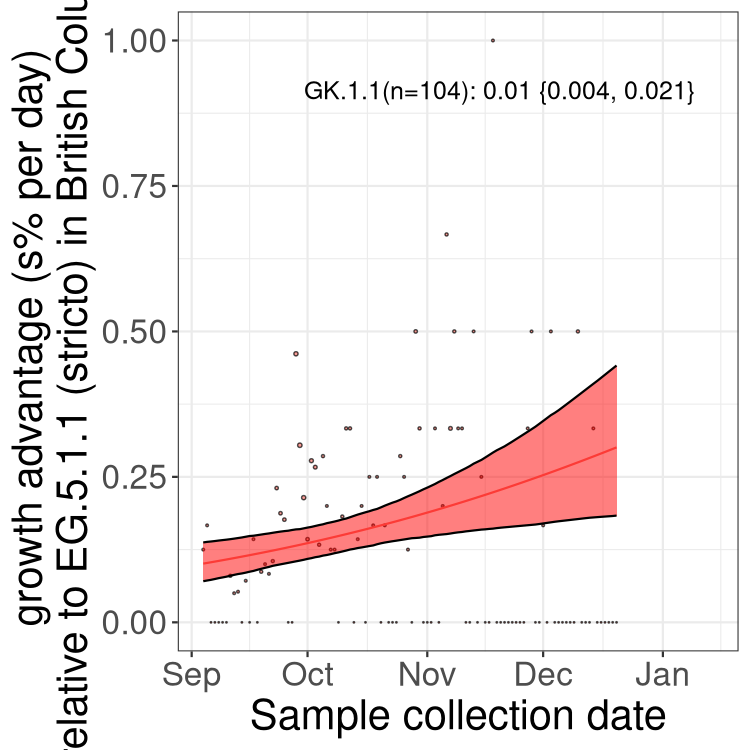 growth advantage (s% per day)
relative to EG.5.1.1 (stricto) in British
1.00
0.75
0.50
0.25
0.00
GK.1.1(n=104): 0.01 {0.004, 0.021}
Sep Oct Nov Dec Jan
Sample collection date